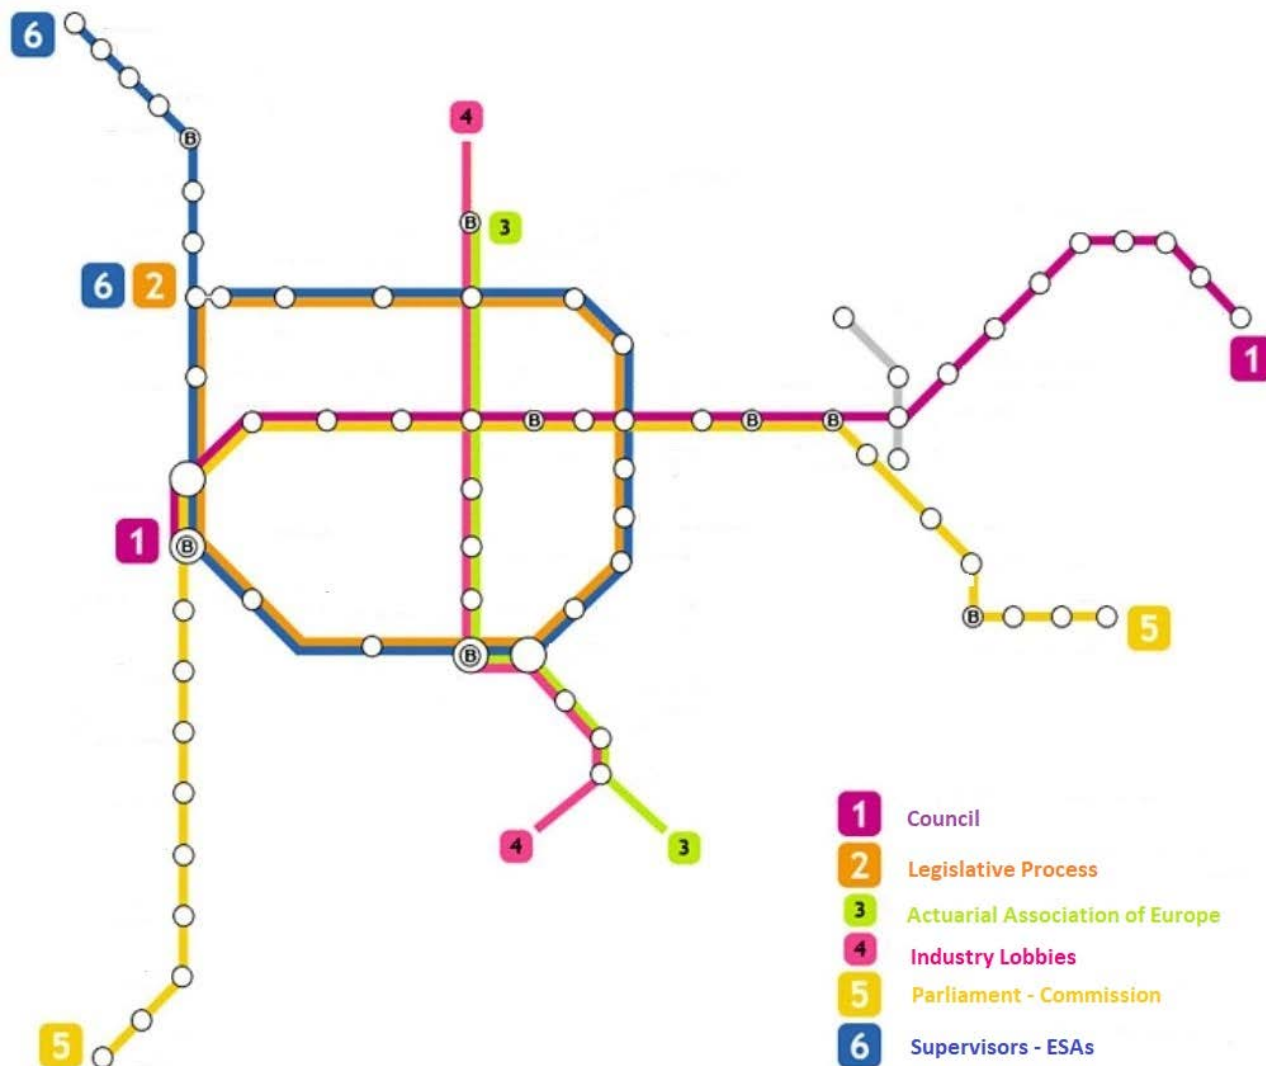 6
4
B
B
3
6 2
1
B B B
1
B
B 5
B
4 3
1 Council
2 Legislative Process
3 Actuarial Association of Europe
4 Industry Lobbies
5 Parliament - Commission
5
6 Supervisors - ESAs